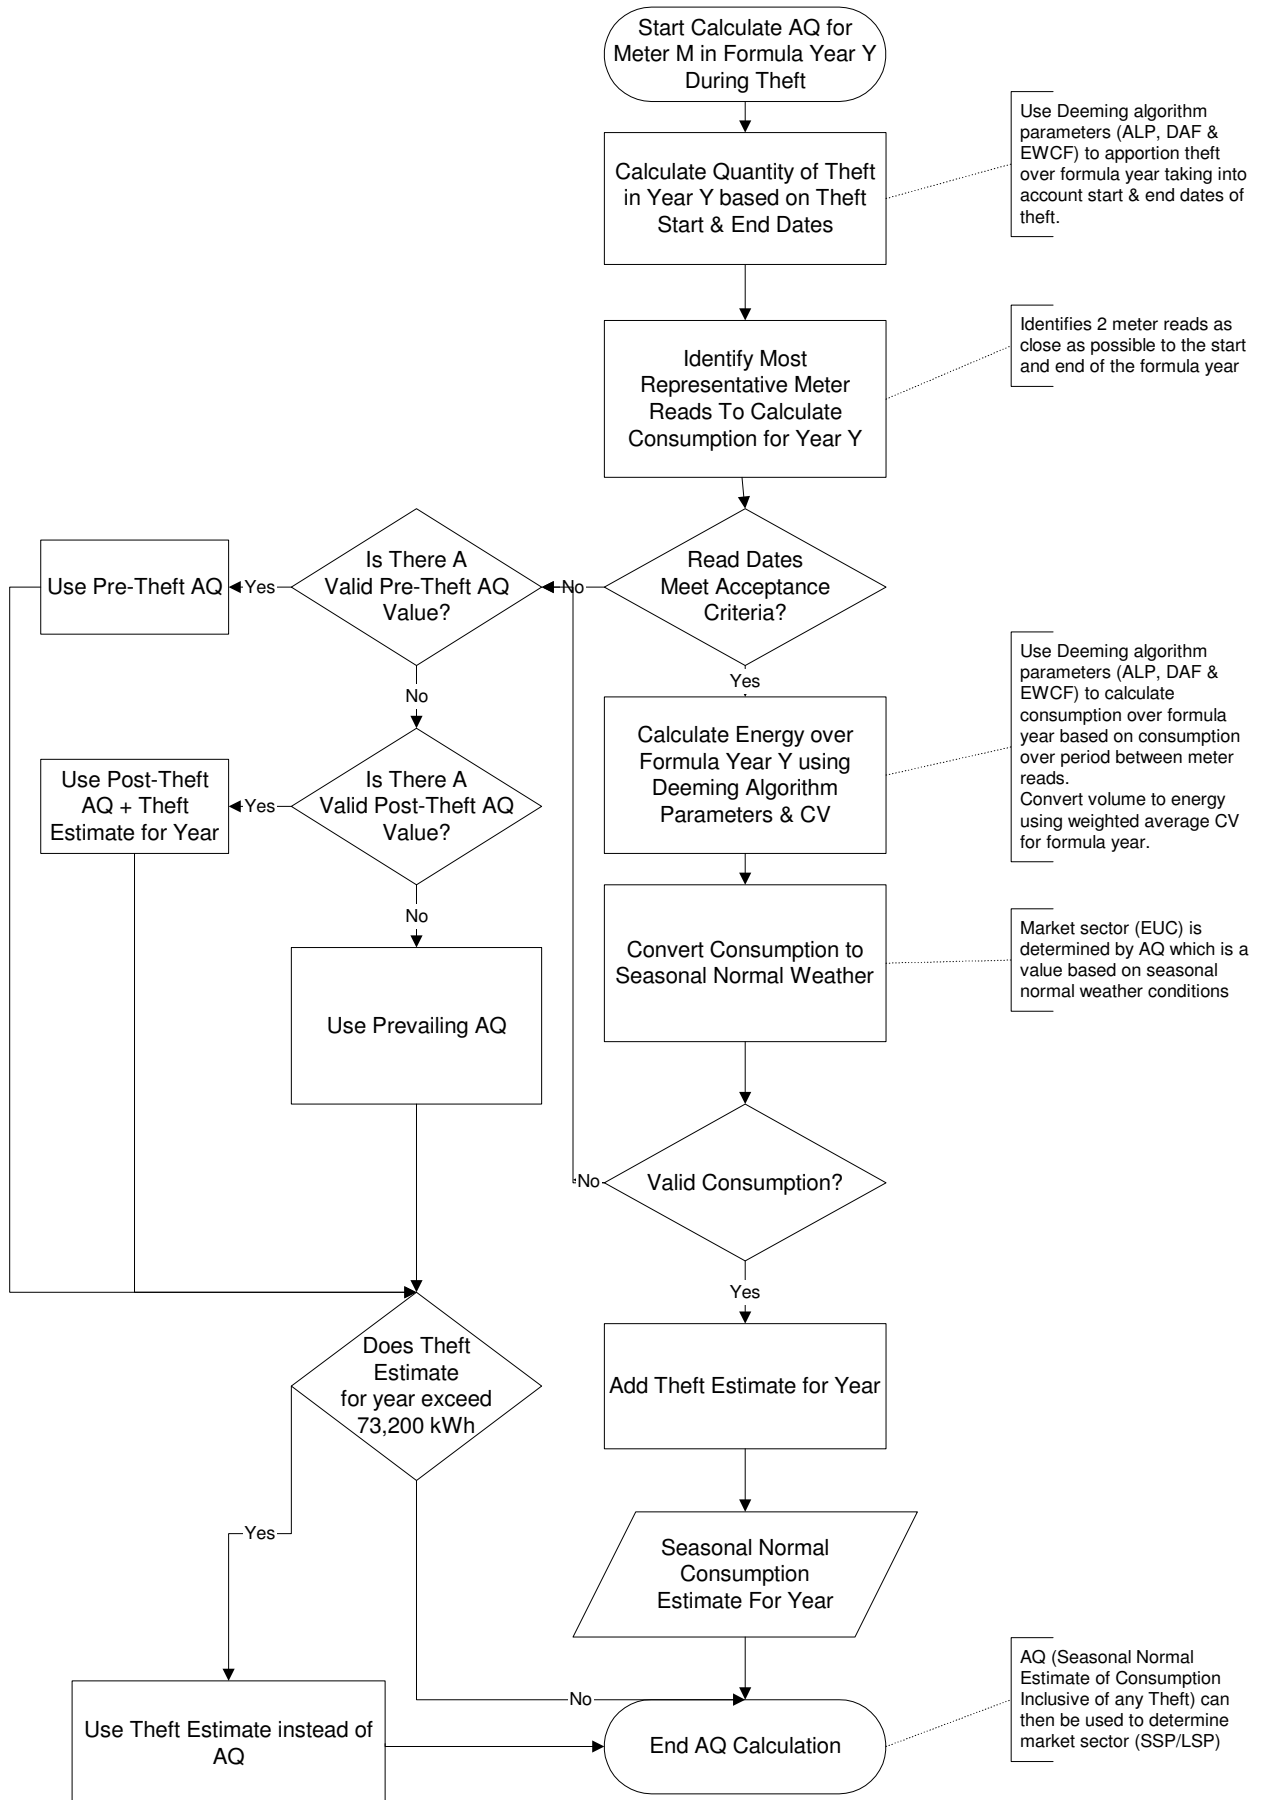 Start Calculate AQ for
Meter M in Formula Year Y
During Theft
Use Deeming algorithm
parameters (ALP, DAF &
EWCF) to apportion theft
over formula year taking into
account start & end dates of
theft.
Calculate Quantity of Theft
in Year Y based on Theft
Start & End Dates
Identifies 2 meter reads as
close as possible to the start
and end of the formula year
Identify Most
Representative Meter
Reads To Calculate
Consumption for Year Y
Read Dates
Meet Acceptance
Criteria?
No
Is There A
Valid Pre-Theft AQ
Value?
Yes
Use Pre-Theft AQ
No
Yes
Use Deeming algorithm
parameters (ALP, DAF &
EWCF) to calculate
consumption over formula
year based on consumption
over period between meter
reads.
Convert volume to energy
using weighted average CV
for formula year.
Calculate Energy over
Formula Year Y using
Deeming Algorithm
Parameters & CV
Is There A
Valid Post-Theft AQ
Value?
Yes
Use Post-Theft
AQ + Theft
Estimate for Year
No
Market sector (EUC) is
determined by AQ which is a
value based on seasonal
normal weather conditions
Convert Consumption to
Seasonal Normal Weather
Use Prevailing AQ
Valid Consumption?
No
Yes
Does Theft
Estimate
for year exceed
73,200 kWh
Add Theft Estimate for Year
Yes
Seasonal Normal
Consumption
Estimate For Year
No
AQ (Seasonal Normal
Estimate of Consumption
Inclusive of any Theft) can
then be used to determine
market sector (SSP/LSP)
Use Theft Estimate instead of
AQ
End AQ Calculation